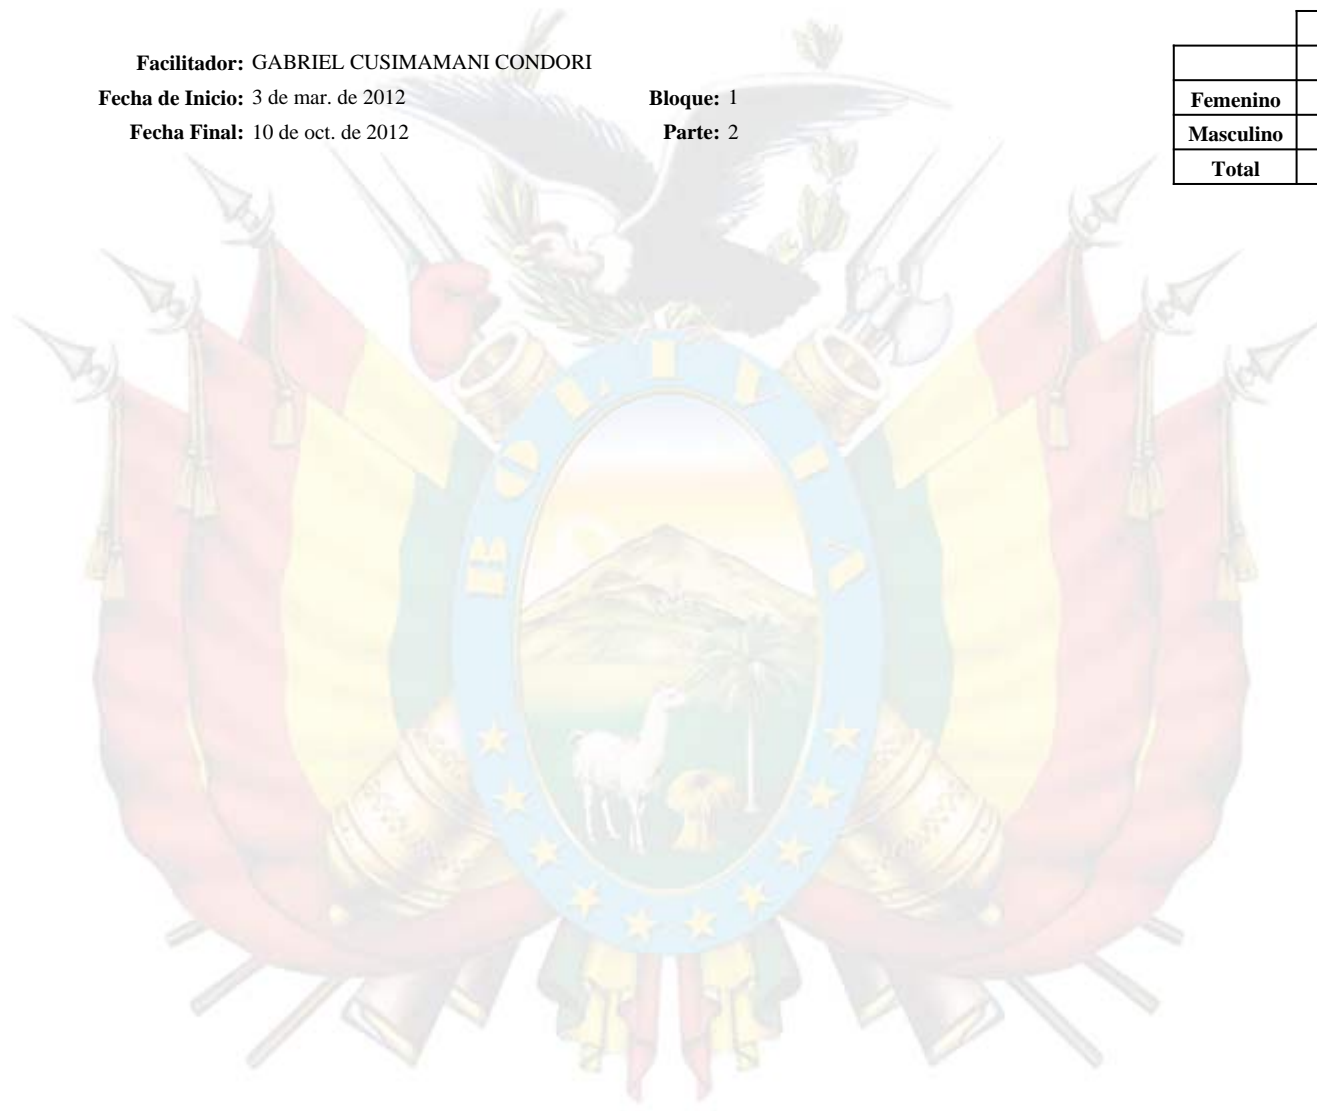 Facilitador: GABRIEL CUSIMAMANI CONDORI
Fecha de Inicio: 3 de mar. de 2012 Bloque: 1
Fecha Final: 10 de oct. de 2012 Parte: 2
Femenino
Masculino
Total
BOLIVIA